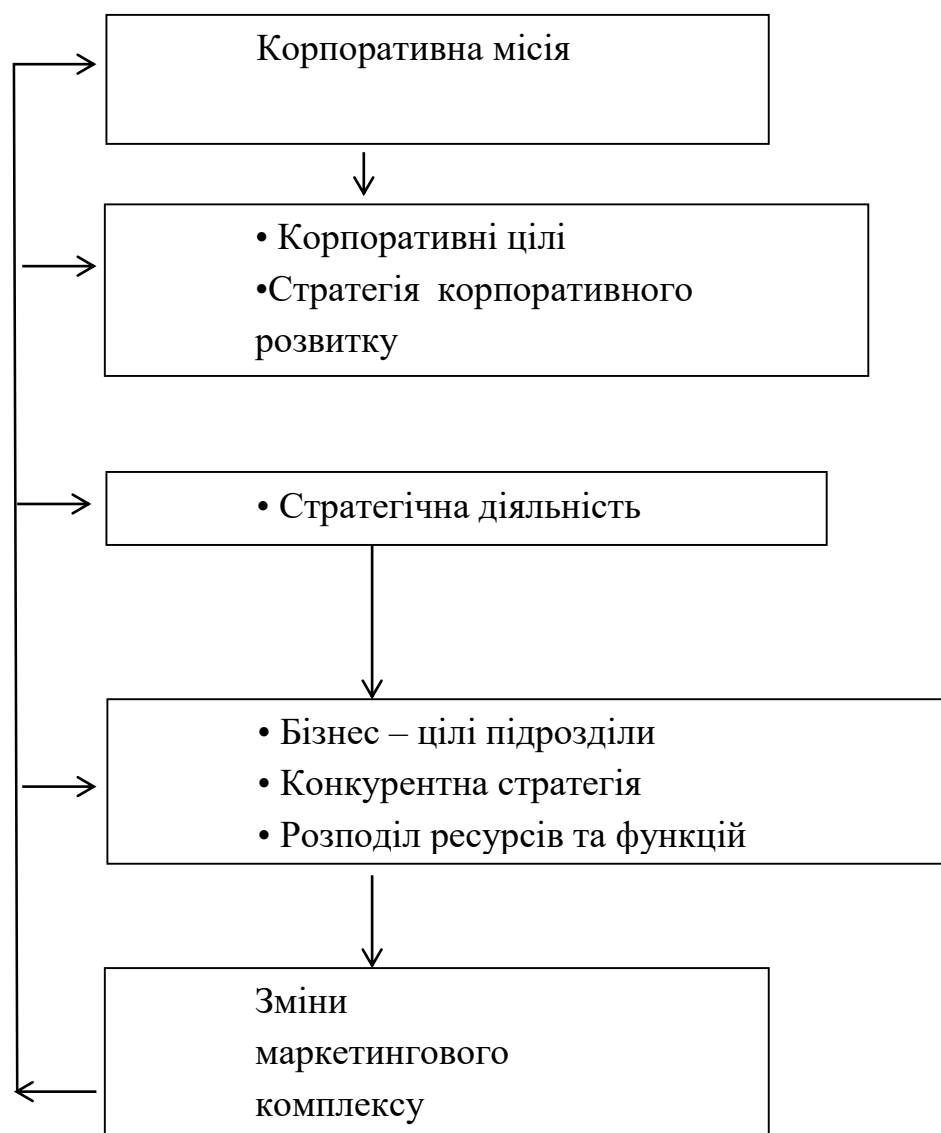 Корпоративна місія
• Корпоративні цілі
•Стратегія корпоративного
розвитку
• Стратегічна діяльність
• Бізнес – цілі підрозділи
• Конкурентна стратегія
• Розподіл ресурсів та функцій
Зміни
маркетингового
комплексу